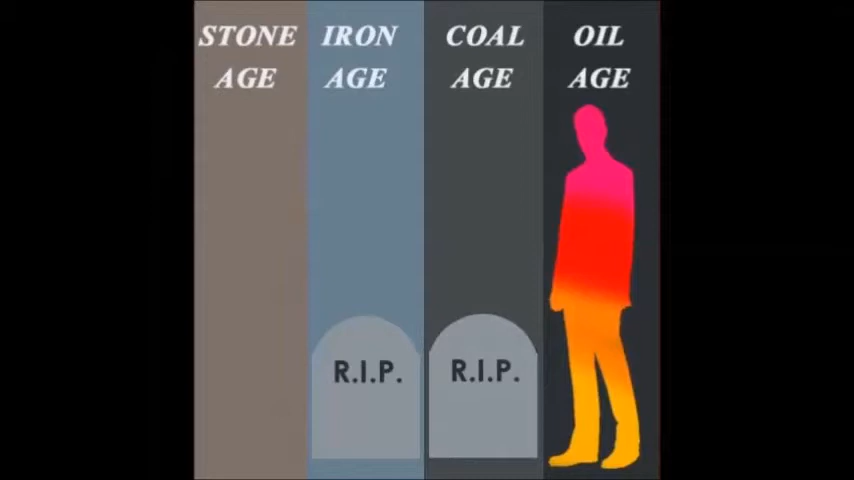 STONE
AGE
IRON
AGE
COAL
AGE
OIL
AGE
R.I.P.
R.I.P.